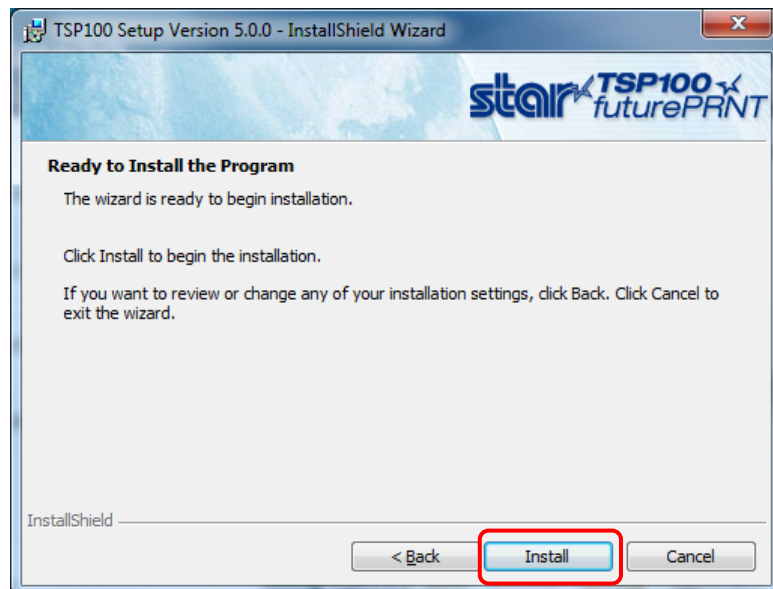 TSP100 Setup Version 5.0.0 - InstallShield Wizard
star TSP100
futurePRNT
Ready to Install the Program
The wizard is ready to begin installation.
Click Install to begin the installation.
If you want to review or change any of your installation settings, click Back. Click Cancel to
exit the wizard.
InstallShield
< Back Install Cancel